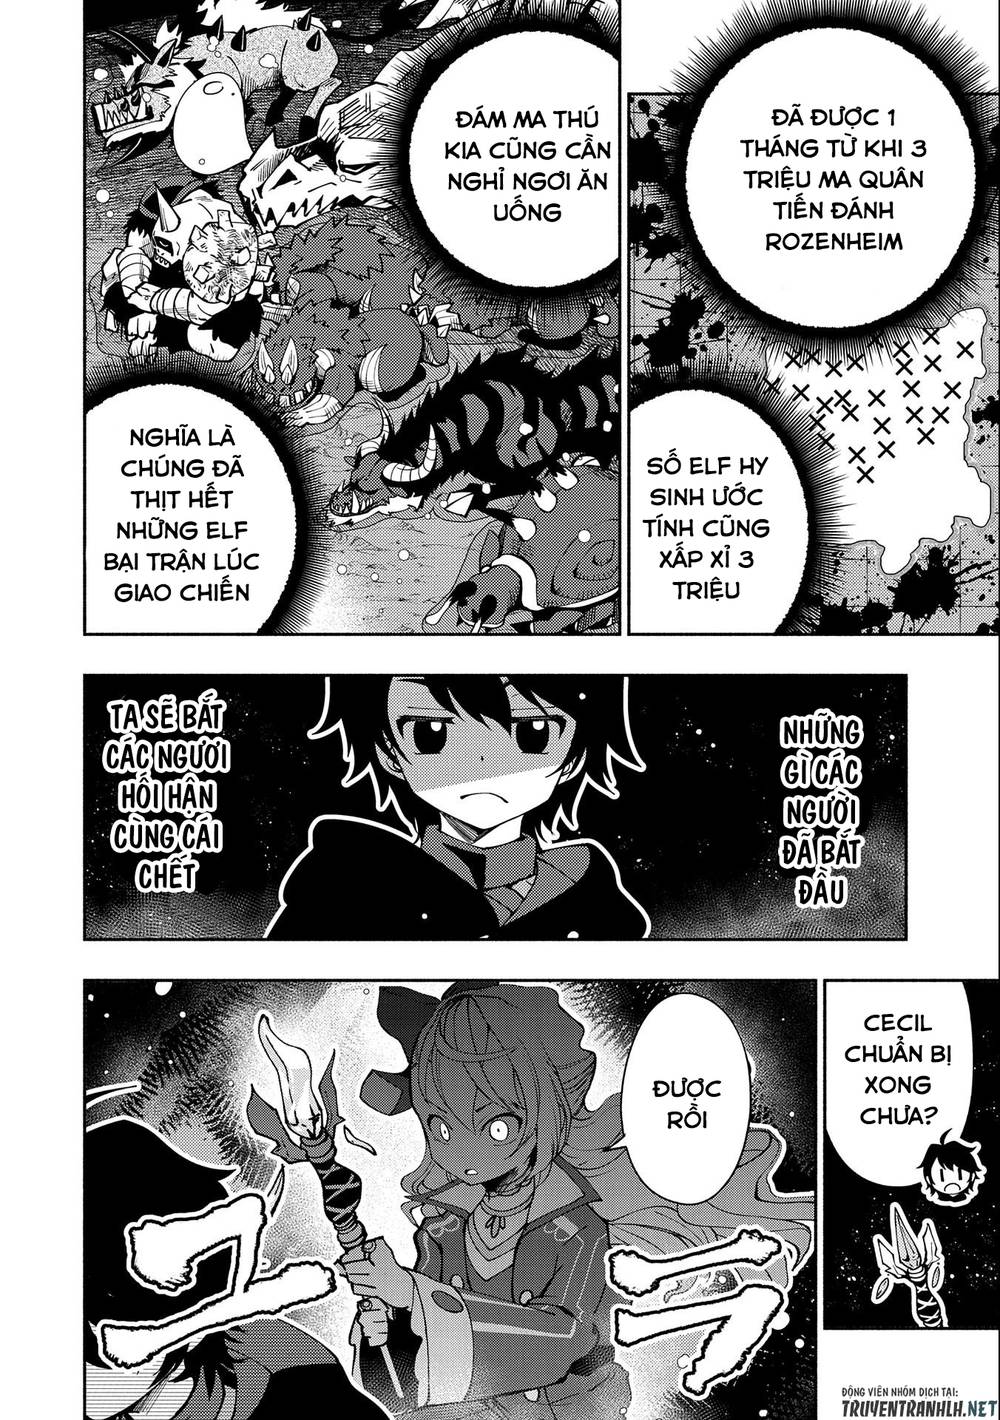 ĐÃ ĐƯỢC 1
THÁNG TỪ KHI 3
TRIỆU MA QUÂN
TIẾN ĐÁNH
ROZENHEIM
SỐ ELF HY
SINH ƯỚC
TÍNH CŨNG
XẤP XỈ 3
TRIỆU
ĐÁM MA THÚ
KIA CŨNG CẦN
NGHỈ NGƠI ĂN
UỐNG
NGHĨA LÀ
CHÚNG ĐÃ
THỊT HẾT
NHỮNG ELF
BẠI TRẬN LÚC
GIAO CHIẾN
NHỮNG
GÌ CÁC
NGƯỜI
ĐÃ BẮT
ĐẦU
TA SẼ BẮT
CÁC NGƯƠI
HỐI HẬN
CÙNG CÁI
CHẾT
CECIL
CHUẨN BỊ
XONG
CHƯA?
ĐƯỢC
RỒI
ユラ
ĐỘNG VIÊN NHÓM DỊCH TẠI:
TRUYENTRANHLH.NET